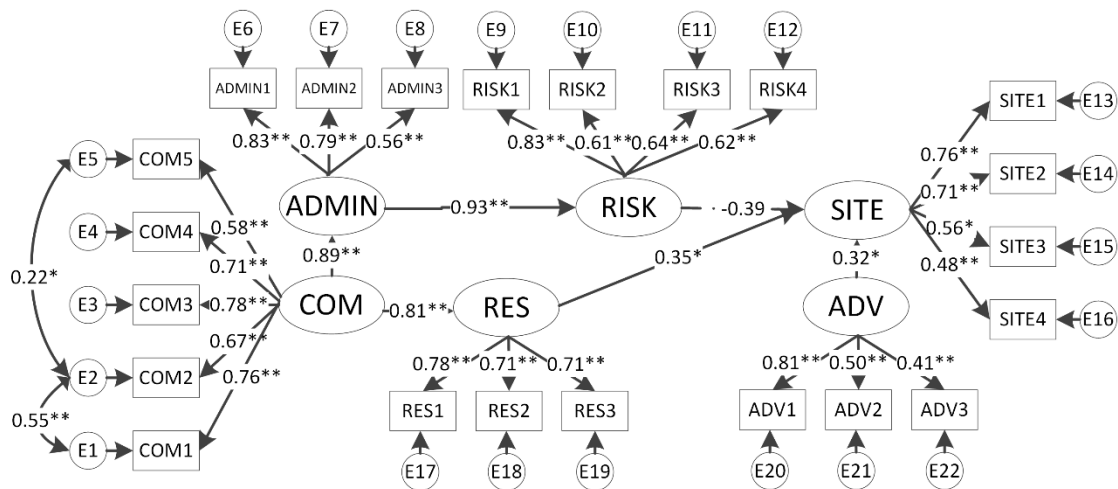 E6 E7 E8 E9 E10 E11 E12
ADMIN1 ADMIN2 ADMIN3 RISK1 RISK2 RISK3 RISK4
SITE1 E13
0.83** 0.79** 0.56** 0.83** 0.61** 0.64** 0.62**
E5 COM5
0.76**
SITE2 E14
0.71**
ADMIN 0.93** RISK -0.39 SITE
E4 COM4 0.58**
0.56*
SITE3 E15
0.71** 0.89** 0.35* 0.32* 0.48**
0.22*
E3 COM3 0.78** COM 0.81** RES ADV
SITE4 E16
0.67**
E2 COM2 0.76** 0.78** 0.71** 0.71** 0.81** 0.50** 0.41**
0.55**
RES1 RES2 RES3 ADV1 ADV2 ADV3
E1 COM1
E17 E18 E19 E20 E21 E22